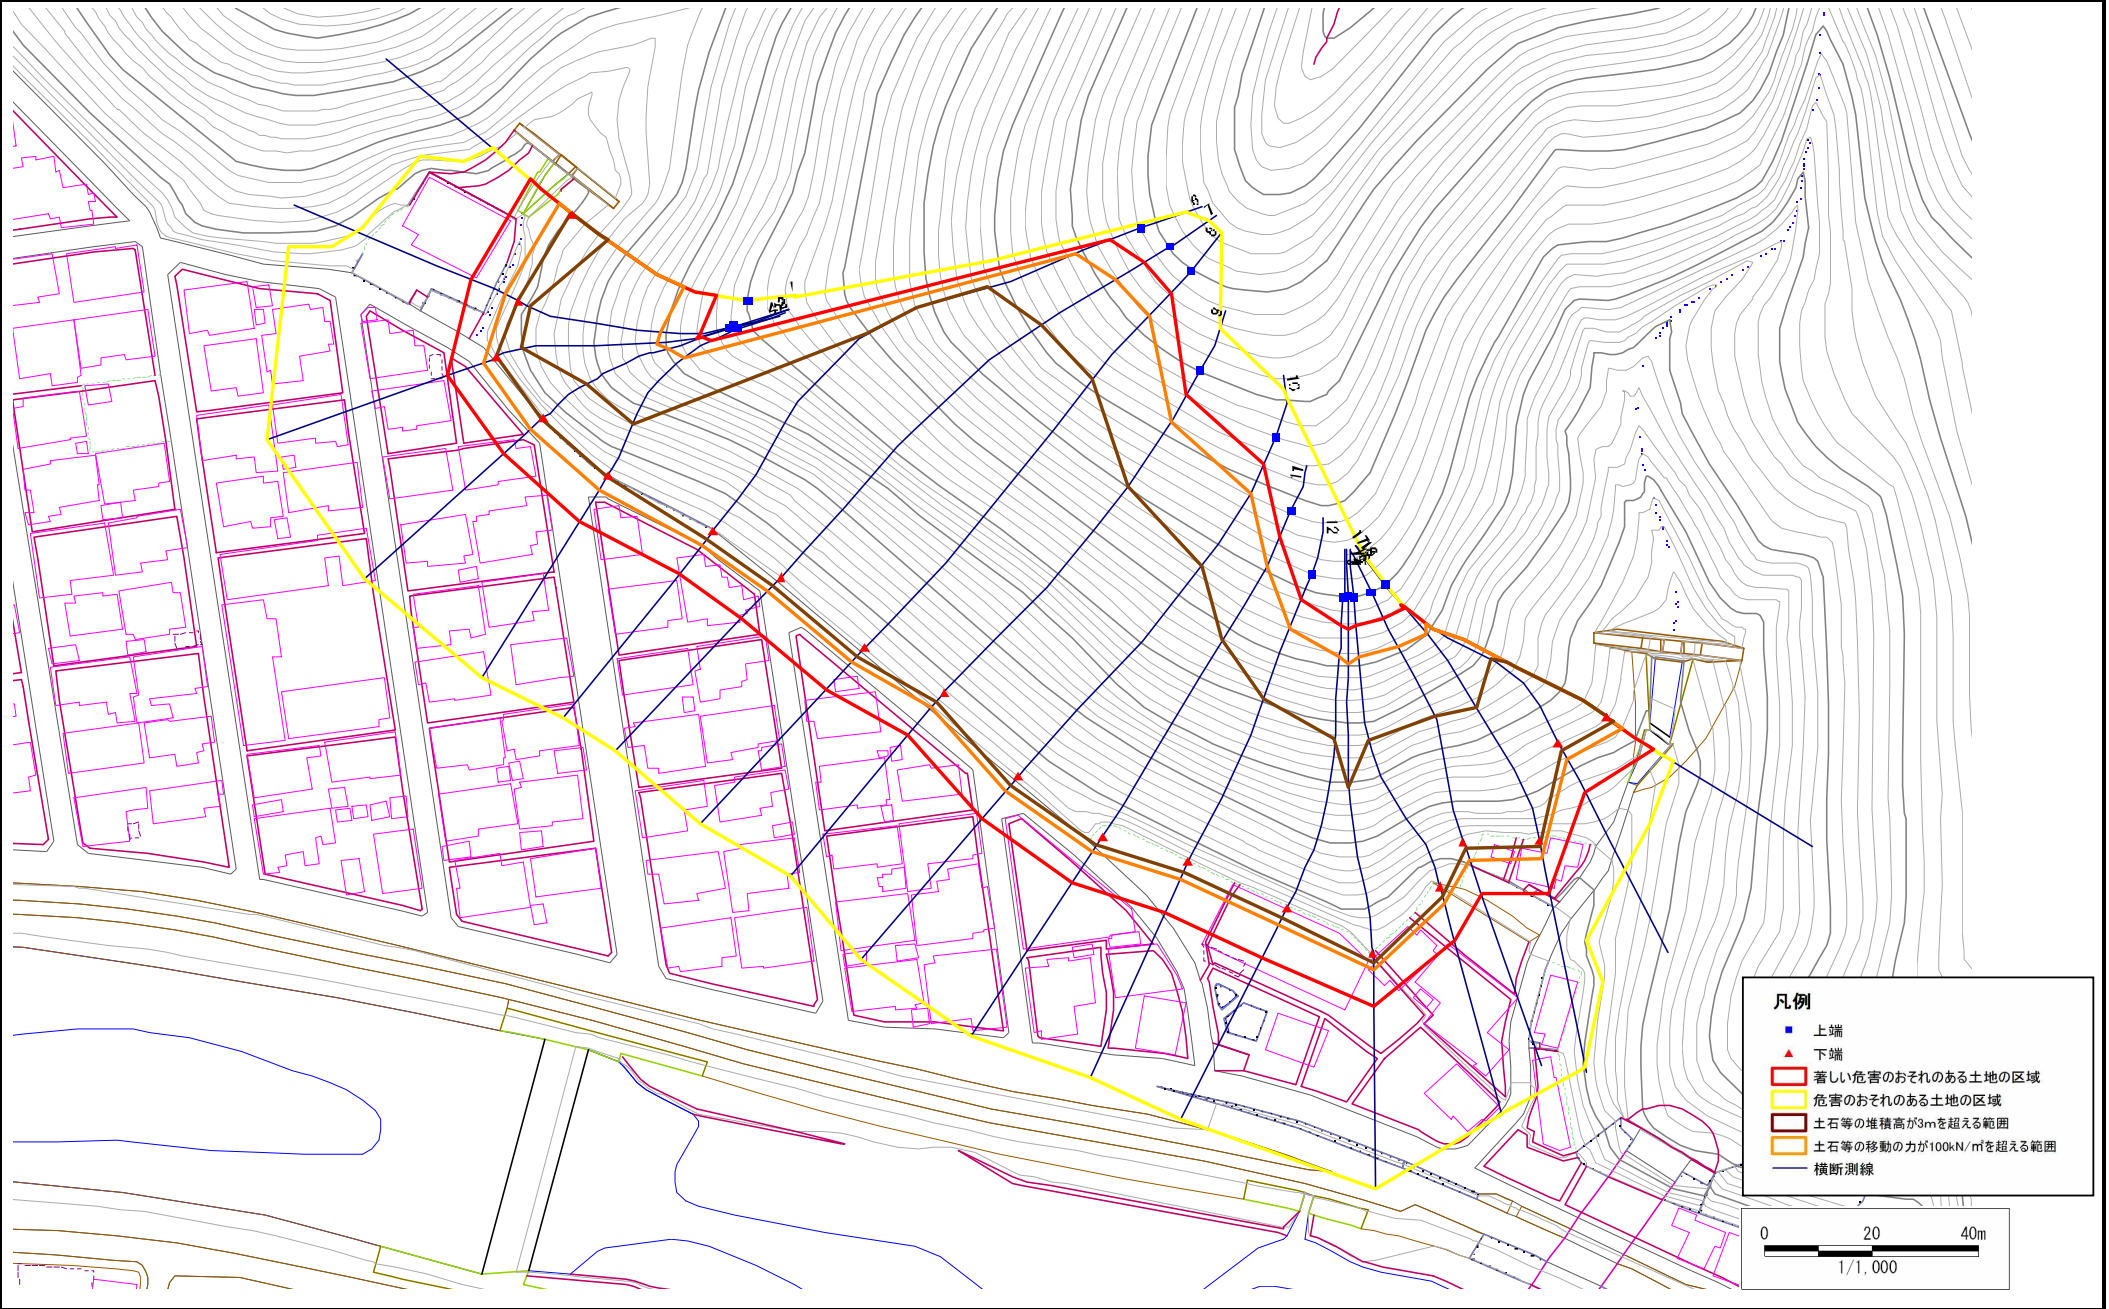 6
7
8
9
10
11
12
凡例
上端
下端
著しい危害のおそれのある土地の区域
危害のおそれのある土地の区域
土石等の堆積高が3mを超える範囲
土石等の移動の力が100kN/㎡を超える範囲
横断測線
0 20 40m
1/1,000